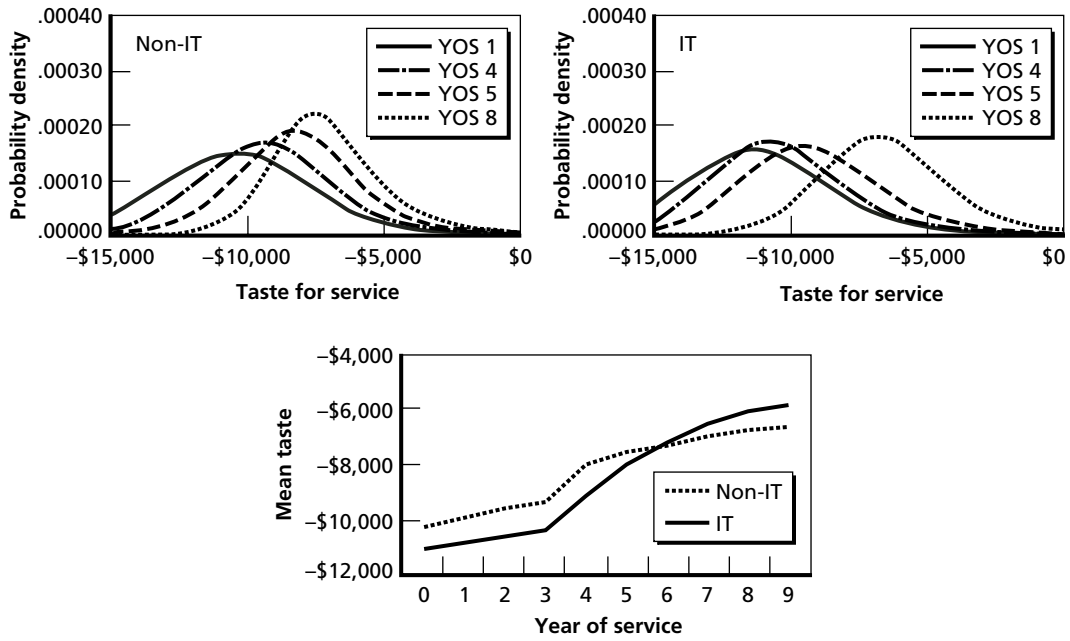 Probability density
.00040
.00030
.00020
.00010
.00000
Non-IT
YOS 1
YOS 4
YOS 5
YOS 8
–$15,000
–$10,000
–$5,000
$0
Taste for service
Probability density
.00040
.00030
.00020
.00010
.00000
IT
YOS 1
YOS 4
YOS 5
YOS 8
–$15,000
–$10,000
–$5,000
$0
Taste for service
Mean taste
–$4,000
–$6,000
–$8,000
–$10,000
–$12,000
Non-IT
IT
0 1 2 3 4 5 6 7 8 9
Year of service